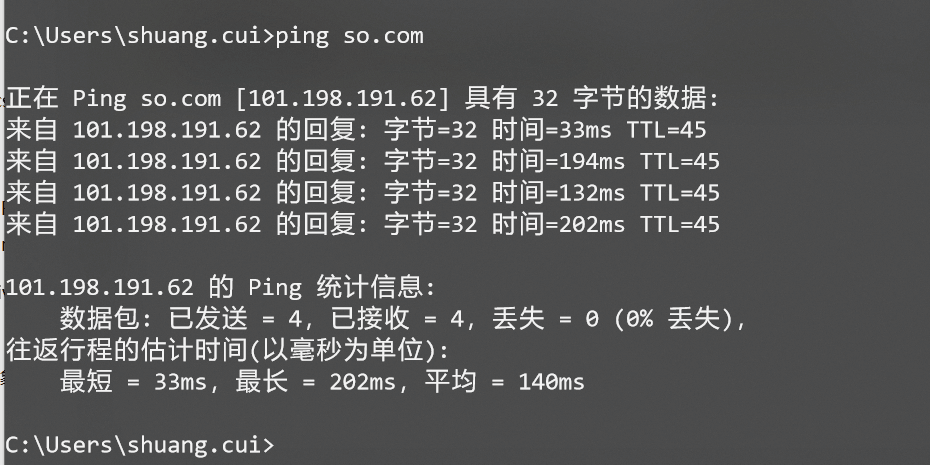 C:\Users\shuang.cui>ping so.com
正在 Ping so.com [101.198.191.62] 具有 32 字节的数据:
来自 101.198.191.62 的回复: 字节=32 时间=33ms TTL=45
来自 101.198.191.62 的回复: 字节=32 时间=194ms TTL=45
来自 101.198.191.62 的回复: 字节=32 时间=132ms TTL=45
来自 101.198.191.62 的回复: 字节=32 时间=202ms TTL=45
101.198.191.62 的 Ping 统计信息:
    数据包: 已发送 = 4, 已接收 = 4, 丢失 = 0 (0% 丢失),
往返行程的估计时间(以毫秒为单位):
    最短 = 33ms, 最长 = 202ms, 平均 = 140ms
C:\Users\shuang.cui>